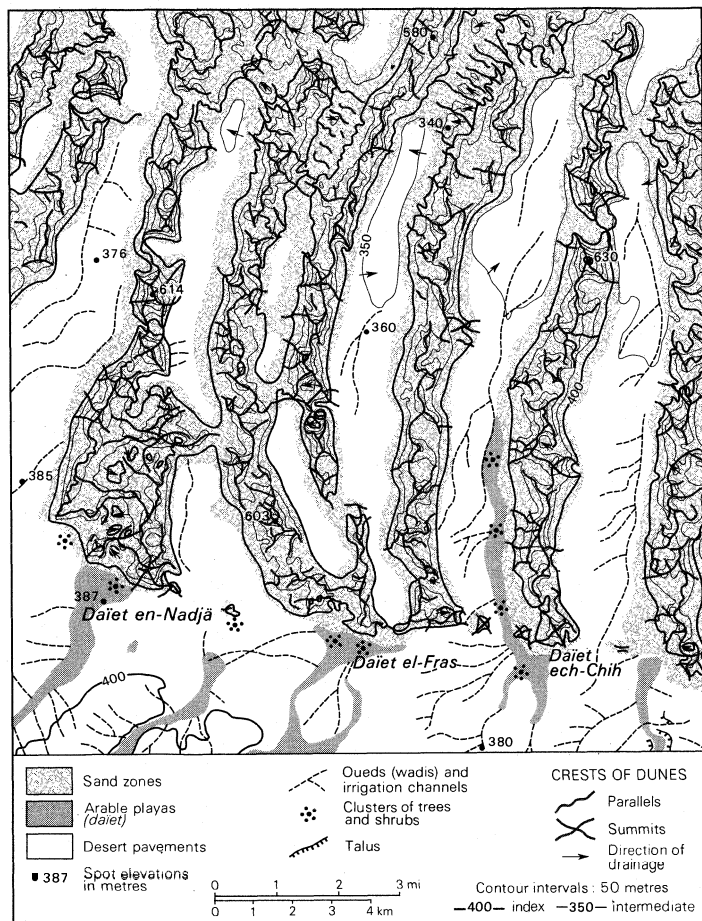 580
340
350
376
630
614
360
400
385
603
387
Daïet en-Nadjä
Daïet el-Fras
Daïet
ech-Chih
400
380
Sand zones
Arable playas
(daïet)
Desert pavements
387 Spot elevations
in metres
Oueds (wadis) and
irrigation channels
Clusters of trees
and shrubs
Talus
CRESTS OF DUNES
Parallels
Summits
Direction of
drainage
Contour intervals : 50 metres
400 index 350 intermediate
0 1 2 3 mi
0 1 2 3 4 km